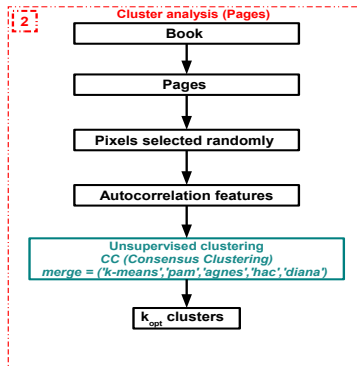 2
Cluster analysis (Pages)
Book
Pages
Pixels selected randomly
Autocorrelation features
Unsupervised clustering
CC (Consensus Clustering)
merge = ('k-means','pam','agnes','hac','diana')
k_opt clusters